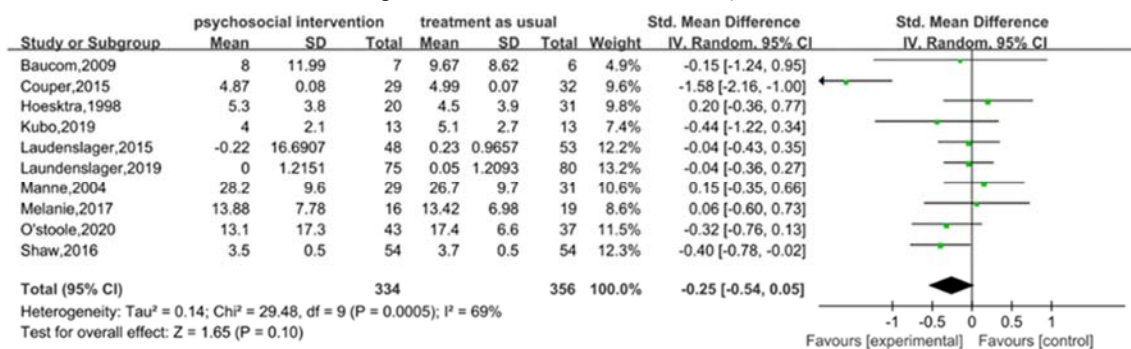 psychosocial intervention treatment as usual Std. Mean Difference Std. Mean Difference
Study or Subgroup Mean SD Total Mean SD Total Weight IV. Random. 95% CI IV. Random. 95% CI
Baucom,2009 8 11.99 7 9.67 8.62 6 4.9% -0.15 [-1.24, 0.95]
Couper,2015 4.87 0.08 29 4.99 0.07 32 9.6% -1.58 [-2.16, -1.00]
Hoesktra,1998 5.3 3.8 20 4.5 3.9 31 9.8% 0.20 [-0.36, 0.77]
Kubo,2019 4 2.1 13 5.1 2.7 13 7.4% -0.44 [-1.22, 0.34]
Laudenslager,2015 -0.22 16.6907 48 0.23 0.9657 53 12.2% -0.04 [-0.43, 0.35]
Laundenslager,2019 0 1.2151 75 0.05 1.2093 80 13.2% -0.04 [-0.36, 0.27]
Manne,2004 28.2 9.6 29 26.7 9.7 31 10.6% 0.15 [-0.35, 0.66]
Melanie,2017 13.88 7.78 16 13.42 6.98 19 8.6% 0.06 [-0.60, 0.73]
O'stoole,2020 13.1 17.3 43 17.4 6.6 37 11.5% -0.32 [-0.76, 0.13]
Shaw,2016 3.5 0.5 54 3.7 0.5 54 12.3% -0.40 [-0.78, -0.02]
Total (95% CI) 334 356 100.0% -0.25 [-0.54, 0.05]
Heterogeneity: Tau² = 0.14; Chi² = 29.48, df = 9 (P = 0.0005); I² = 69%
Test for overall effect: Z = 1.65 (P = 0.10)
-1 -0.5 0 0.5 1
Favours [experimental] Favours [control]